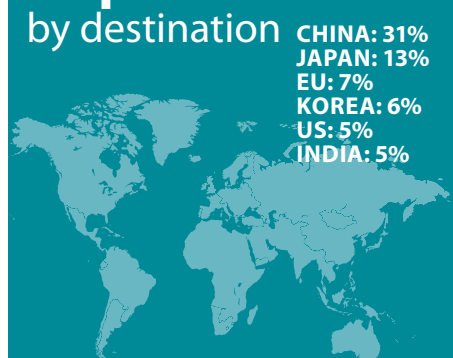 by destination
CHINA: 31%
JAPAN: 13%
EU: 7%
KOREA: 6%
US: 5%
INDIA: 5%